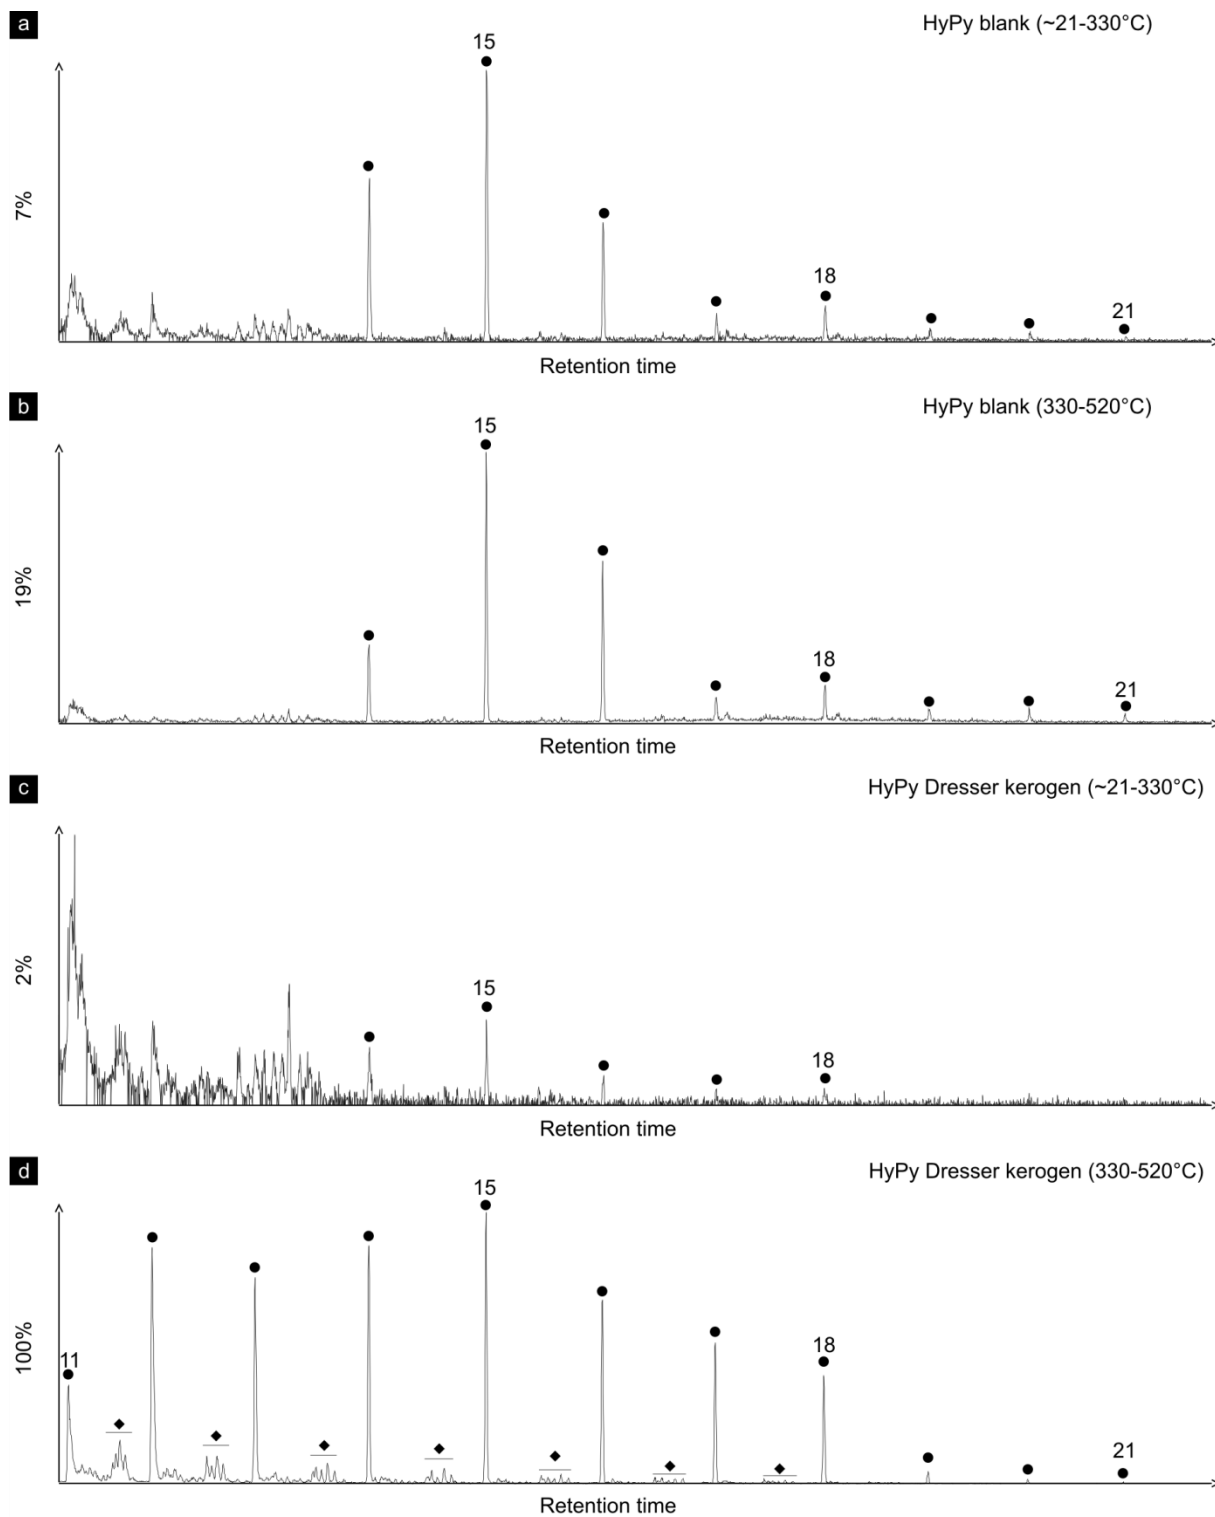 a
HyPy blank (~21-330°C)
15
7%
18
21
Retention time
b
HyPy blank (330-520°C)
15
19%
18
21
Retention time
c
HyPy Dresser kerogen (~21-330°C)
2%
15
18
Retention time
d
HyPy Dresser kerogen (330-520°C)
15
100%
11
18
21
Retention time